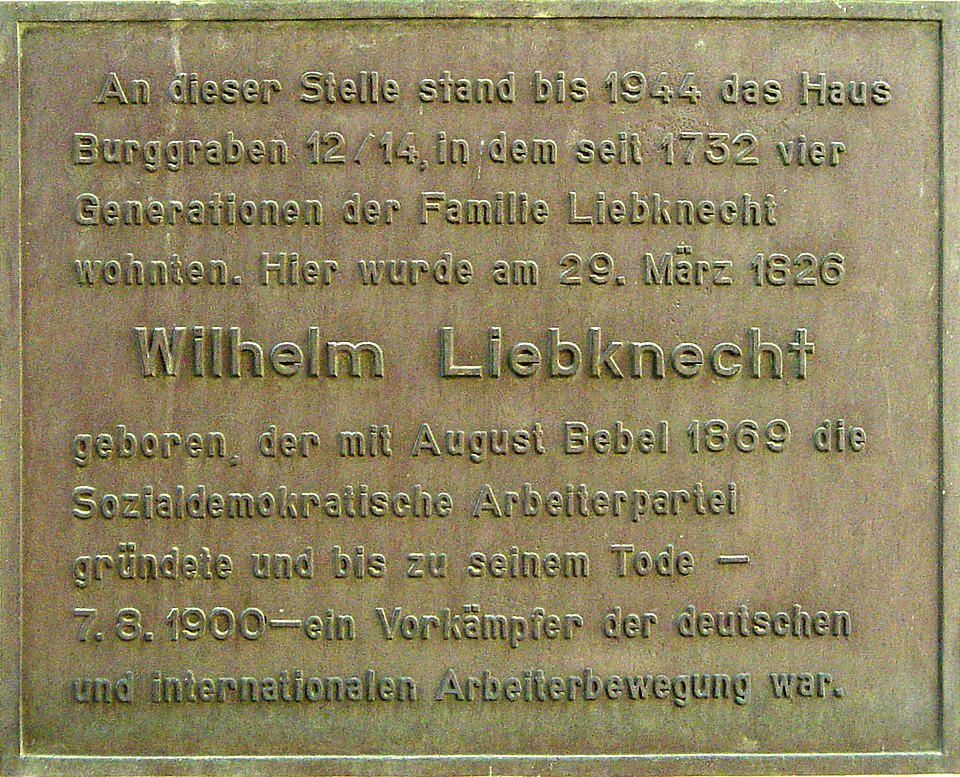 An dieser Stelle stand bis 1944 das Haus
Burggraben 12/14, in dem seit 1732 vier
Generationen der Familie Liebknecht
wohnten. Hier wurde am 29. März 1826
Wilhelm Liebknecht
geboren, der mit August Bebel 1869 die
Sozialdemokratische Arbeiterpartei
gründete und bis zu seinem Tode —
7. 8. 1900—ein Vorkämpfer der deutschen
und internationalen Arbeiterbewegung war.